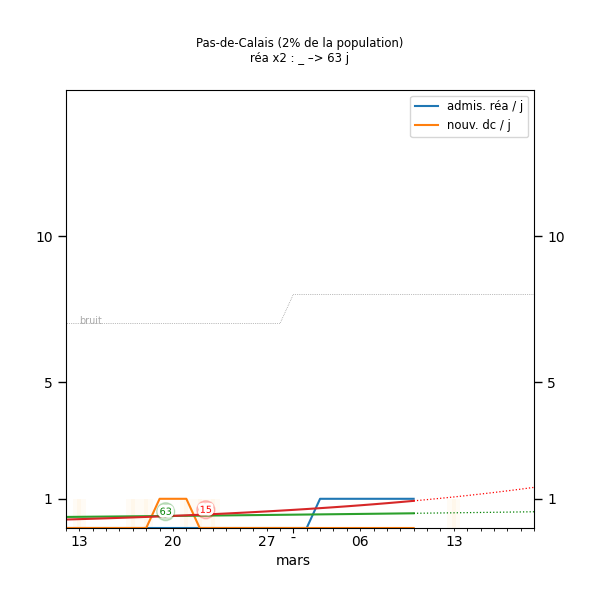 Pas-de-Calais (2% de la population)
réa x2 : _ –> 63 j
admis. réa / j
nouv. dc / j
10
10
bruit
5
5
1
1
63
15
13
20
27
-
06
13
mars